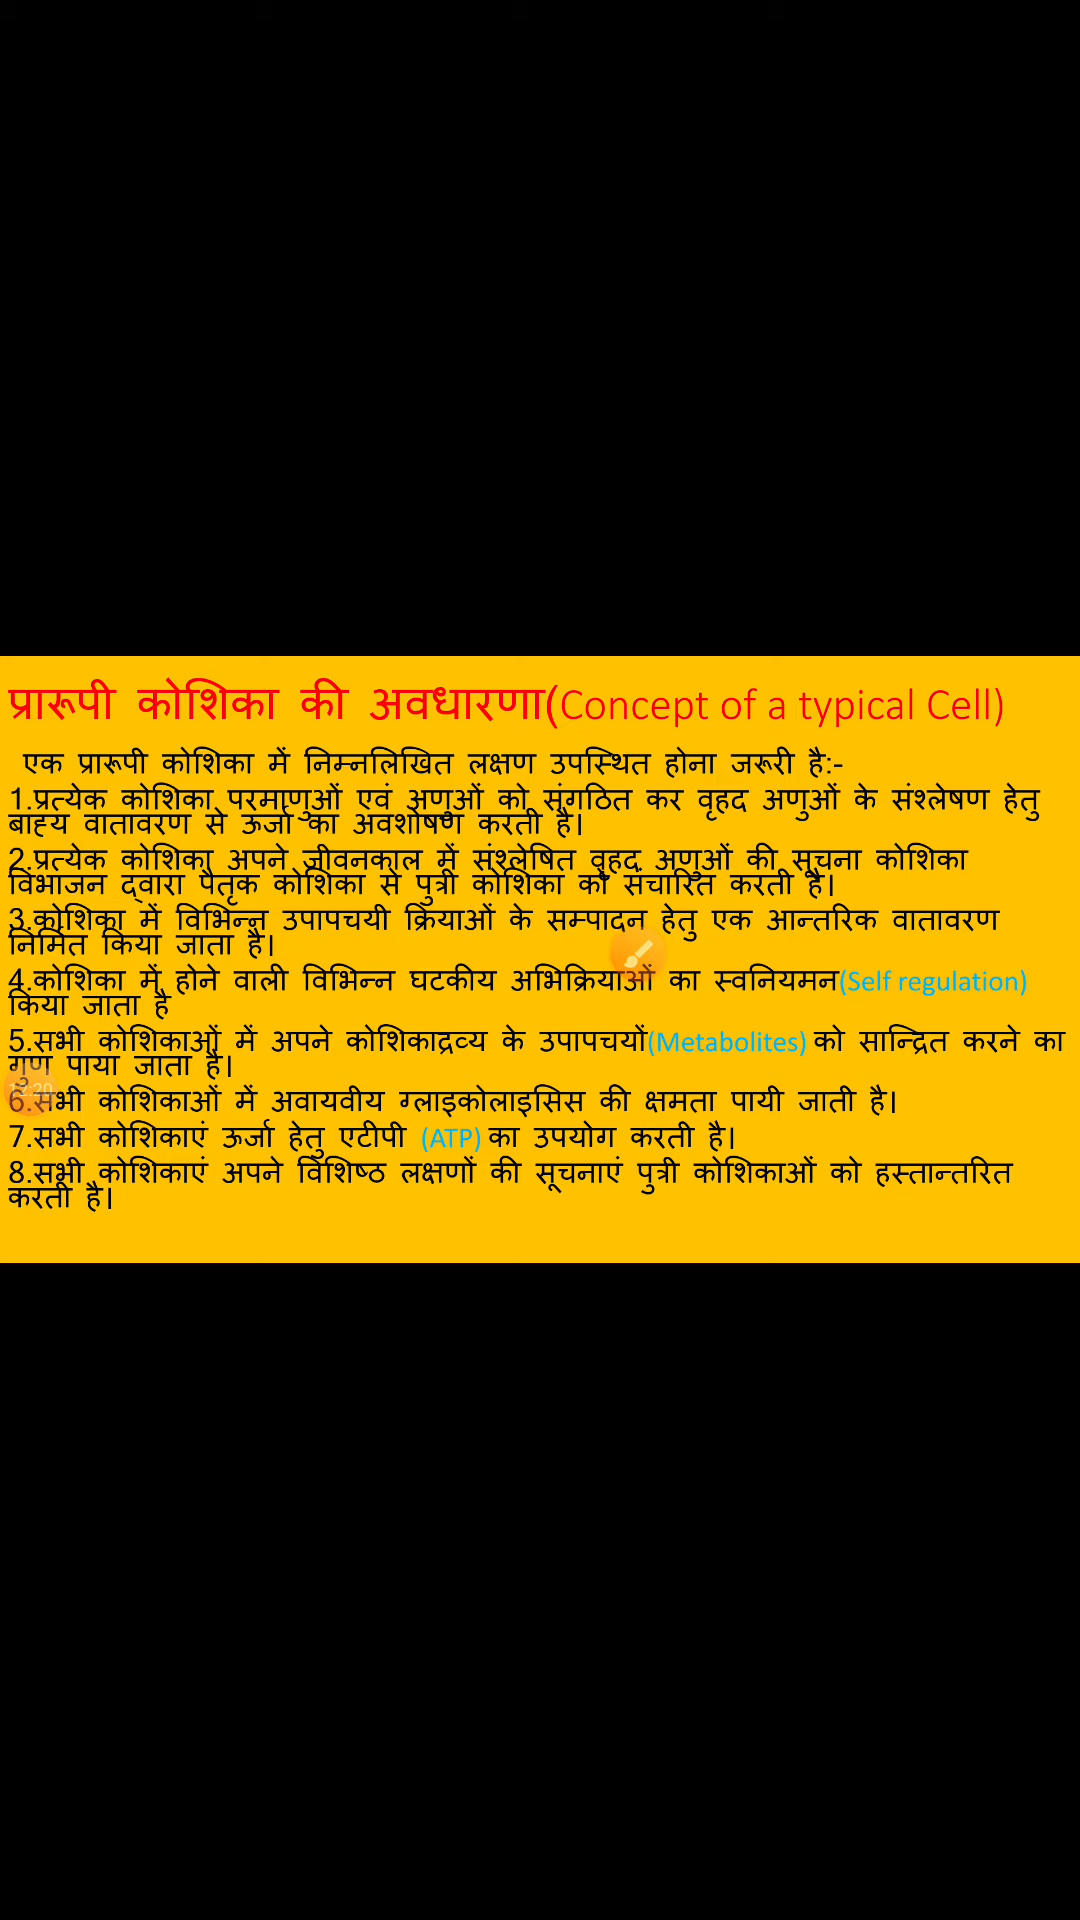 प्रारूपी कोशिका की अवधारणा(Concept of a typical Cell)
एक प्रारूपी कोशिका में निम्नलिखित लक्षण उपस्थित होना जरूरी है:-
1.प्रत्येक कोशिका परमाणुओं एवं अणुओं को संगठित कर वृहद अणुओं के संश्लेषण हेतु
बाह्य वातावरण से ऊर्जा का अवशोषण करती है।
2.प्रत्येक कोशिका अपने जीवनकाल में संश्लेषित वृहद अणुओं की सूचना कोशिका
विभाजन द्वारा पैतृक कोशिका से पुत्री कोशिका को संचारित करती है।
3.कोशिका में विभिन्न उपापचयी क्रियाओं के सम्पादन हेतु एक आन्तरिक वातावरण
निर्मित किया जाता है।
4.कोशिका में होने वाली विभिन्न घटकीय अभिक्रियाओं का स्वनियमन(Self regulation)
किया जाता है
5.सभी कोशिकाओं में अपने कोशिकाद्रव्य के उपापचयों(Metabolites) को सान्द्रित करने का
गुण पाया जाता है।
12:20
6.सभी कोशिकाओं में अवायवीय ग्लाइकोलाइसिस की क्षमता पायी जाती है।
7.सभी कोशिकाएं ऊर्जा हेतु एटीपी (ATP) का उपयोग करती है।
8.सभी कोशिकाएं अपने विशिष्ठ लक्षणों की सूचनाएं पुत्री कोशिकाओं को हस्तान्तरित
करती है।